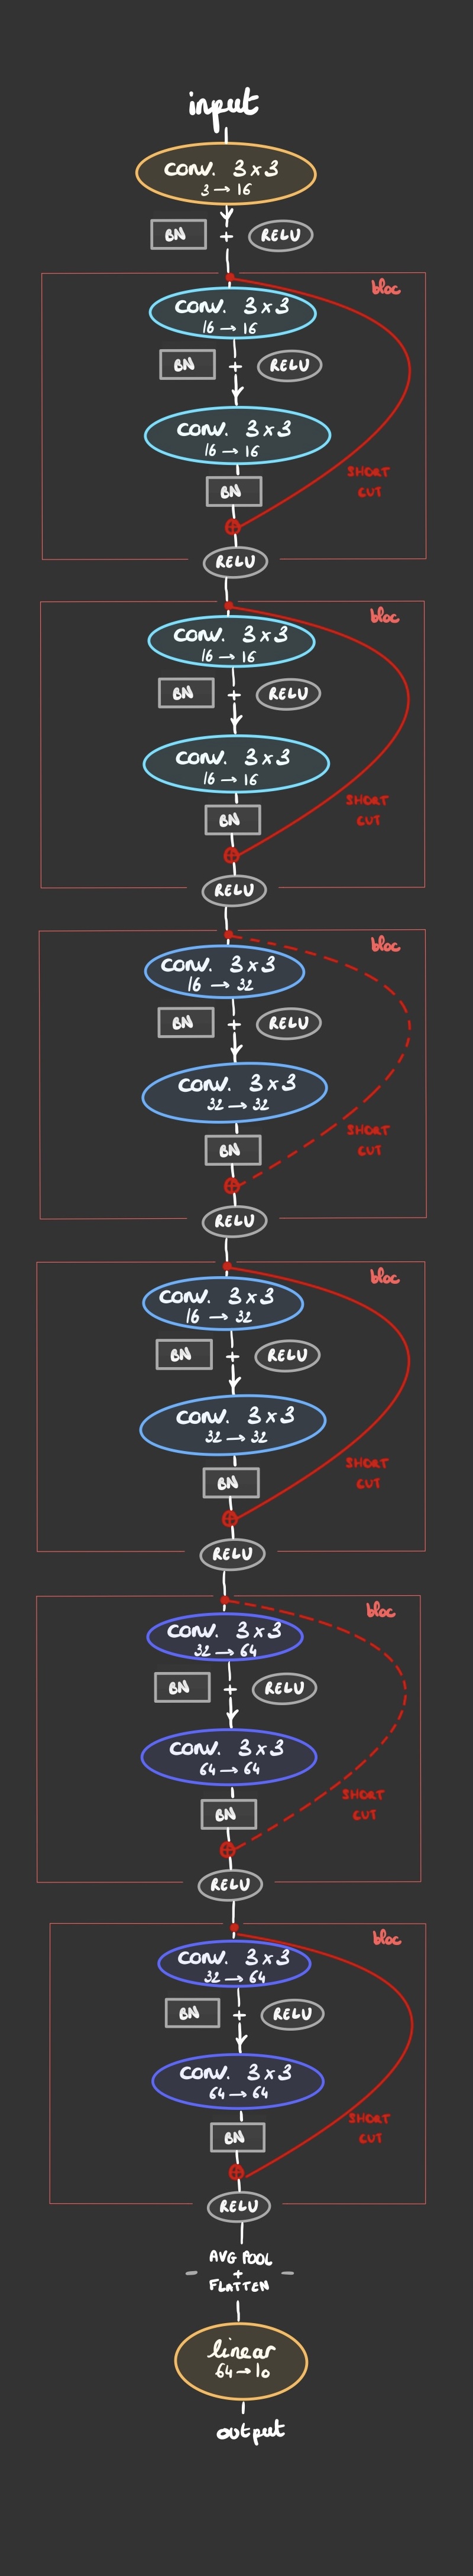 input
CONV. 3x3
3 → 16
BN + RELU
bloc
CONV. 3x3
16 → 16
BN + RELU
CONV. 3x3
16 → 16
SHORT
CUT
BN
RELU
bloc
CONV. 3x3
16 → 16
BN + RELU
CONV. 3x3
16 → 16
SHORT
CUT
BN
RELU
bloc
CONV. 3x3
16 → 32
BN + RELU
CONV. 3x3
32 → 32
SHORT
CUT
BN
RELU
bloc
CONV. 3x3
16 → 32
BN + RELU
CONV. 3x3
32 → 32
SHORT
CUT
BN
RELU
bloc
CONV. 3x3
32 → 64
BN + RELU
CONV. 3x3
64 → 64
SHORT
CUT
BN
RELU
bloc
CONV. 3x3
32 → 64
BN + RELU
CONV. 3x3
64 → 64
SHORT
CUT
BN
RELU
AVG POOL
+
FLATTEN
linear
64 → 10
output